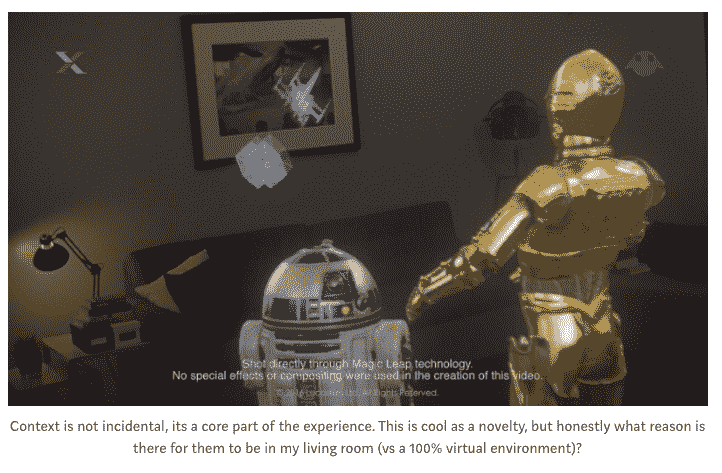 Shot directly through Magic Leap technology.
No special effects or compositing were used in the creation of this video.
All Rights Reserved.
Context is not incidental, its a core part of the experience. This is cool as a novelty, but honestly what reason is
there for them to be in my living room (vs a 100% virtual environment)?